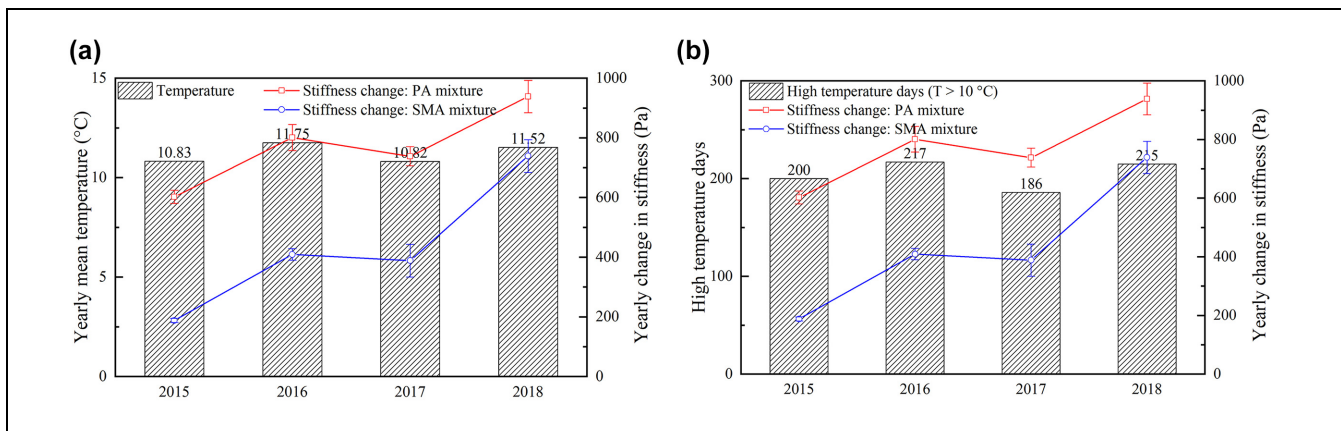 (a)
15
10
5
0
Yearly mean temperature (°C)
Temperature
Stiffness change: PA mixture
Stiffness change: SMA mixture
10.83
11.75
10.82
11.52
1000
800
600
400
200
0
Yearly change in stiffness (Pa)
2015 2016 2017 2018
(b)
300
200
100
0
High temperature days
High temperature days (T > 10 °C)
Stiffness change: PA mixture
Stiffness change: SMA mixture
200
217
186
1000
800
600
400
200
0
Yearly change in stiffness (Pa)
2015 2016 2017 2018